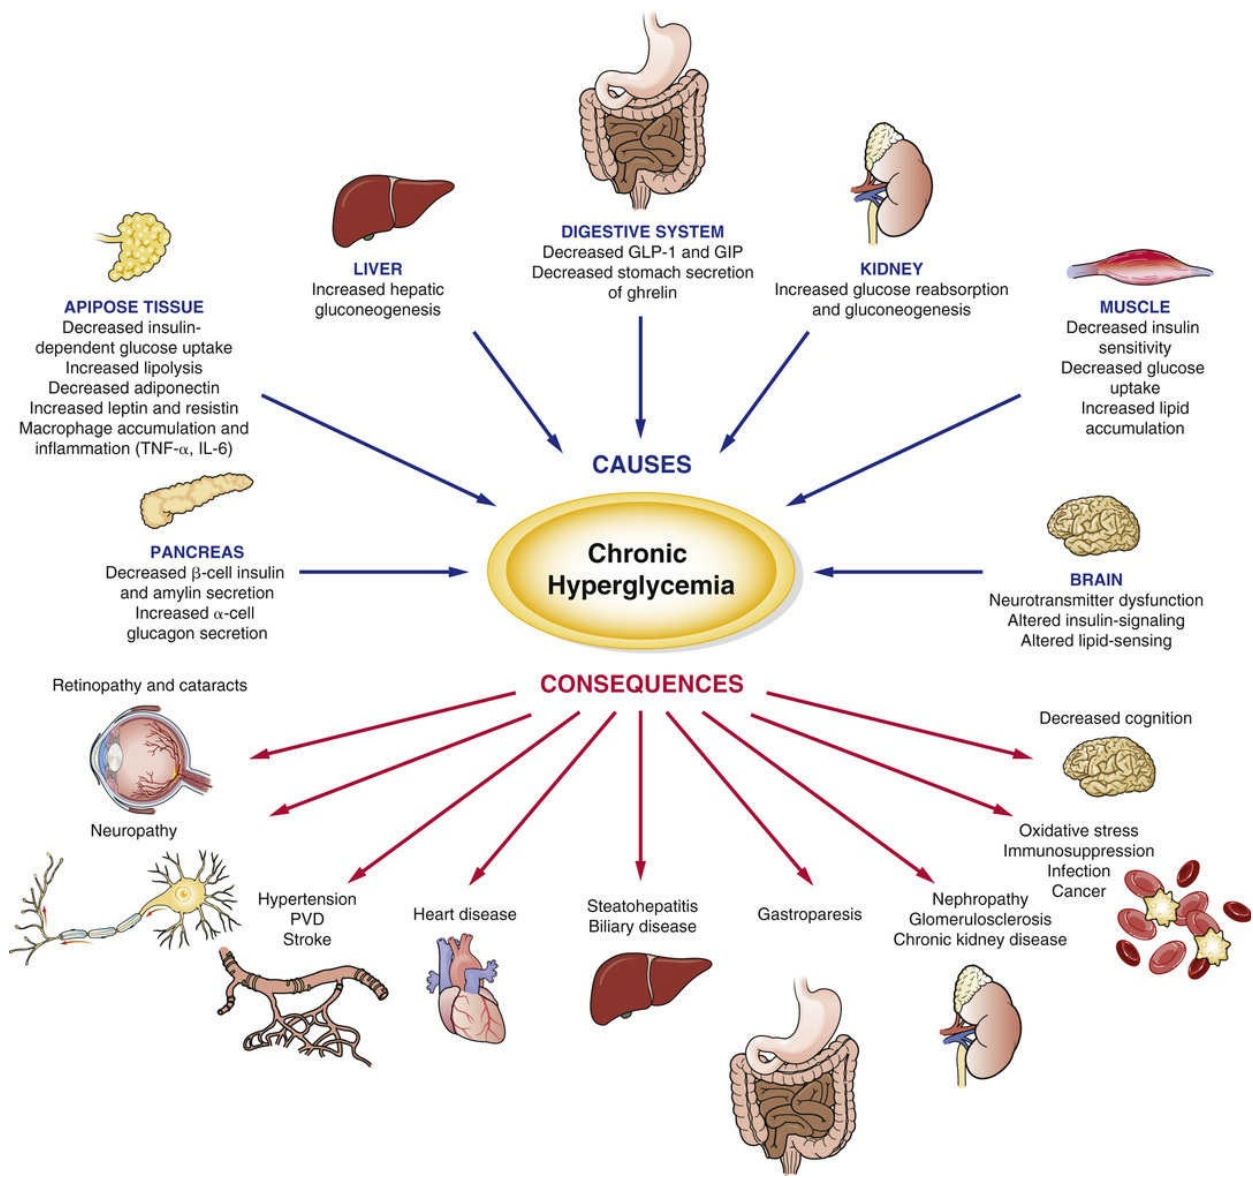 DIGESTIVE SYSTEM
Decreased GLP-1 and GIP
Decreased stomach secretion
of ghrelin
LIVER
Increased hepatic
gluconeogenesis
KIDNEY
Increased glucose reabsorption
and gluconeogenesis
APIPOSE TISSUE
Decreased insulin-
dependent glucose uptake
Increased lipolysis
Decreased adiponectin
Increased leptin and resistin
Macrophage accumulation and
inflammation (TNF-α, IL-6)
MUSCLE
Decreased insulin
sensitivity
Decreased glucose
uptake
Increased lipid
accumulation
CAUSES
PANCREAS
Decreased β-cell insulin
and amylin secretion
Increased α-cell
glucagon secretion
Chronic
Hyperglycemia
BRAIN
Neurotransmitter dysfunction
Altered insulin-signaling
Altered lipid-sensing
CONSEQUENCES
Retinopathy and cataracts
Neuropathy
Hypertension
PVD
Stroke
Heart disease
Steatohepatitis
Biliary disease
Gastroparesis
Nephropathy
Glomerulosclerosis
Chronic kidney disease
Oxidative stress
Immunosuppression
Infection
Cancer
Decreased cognition